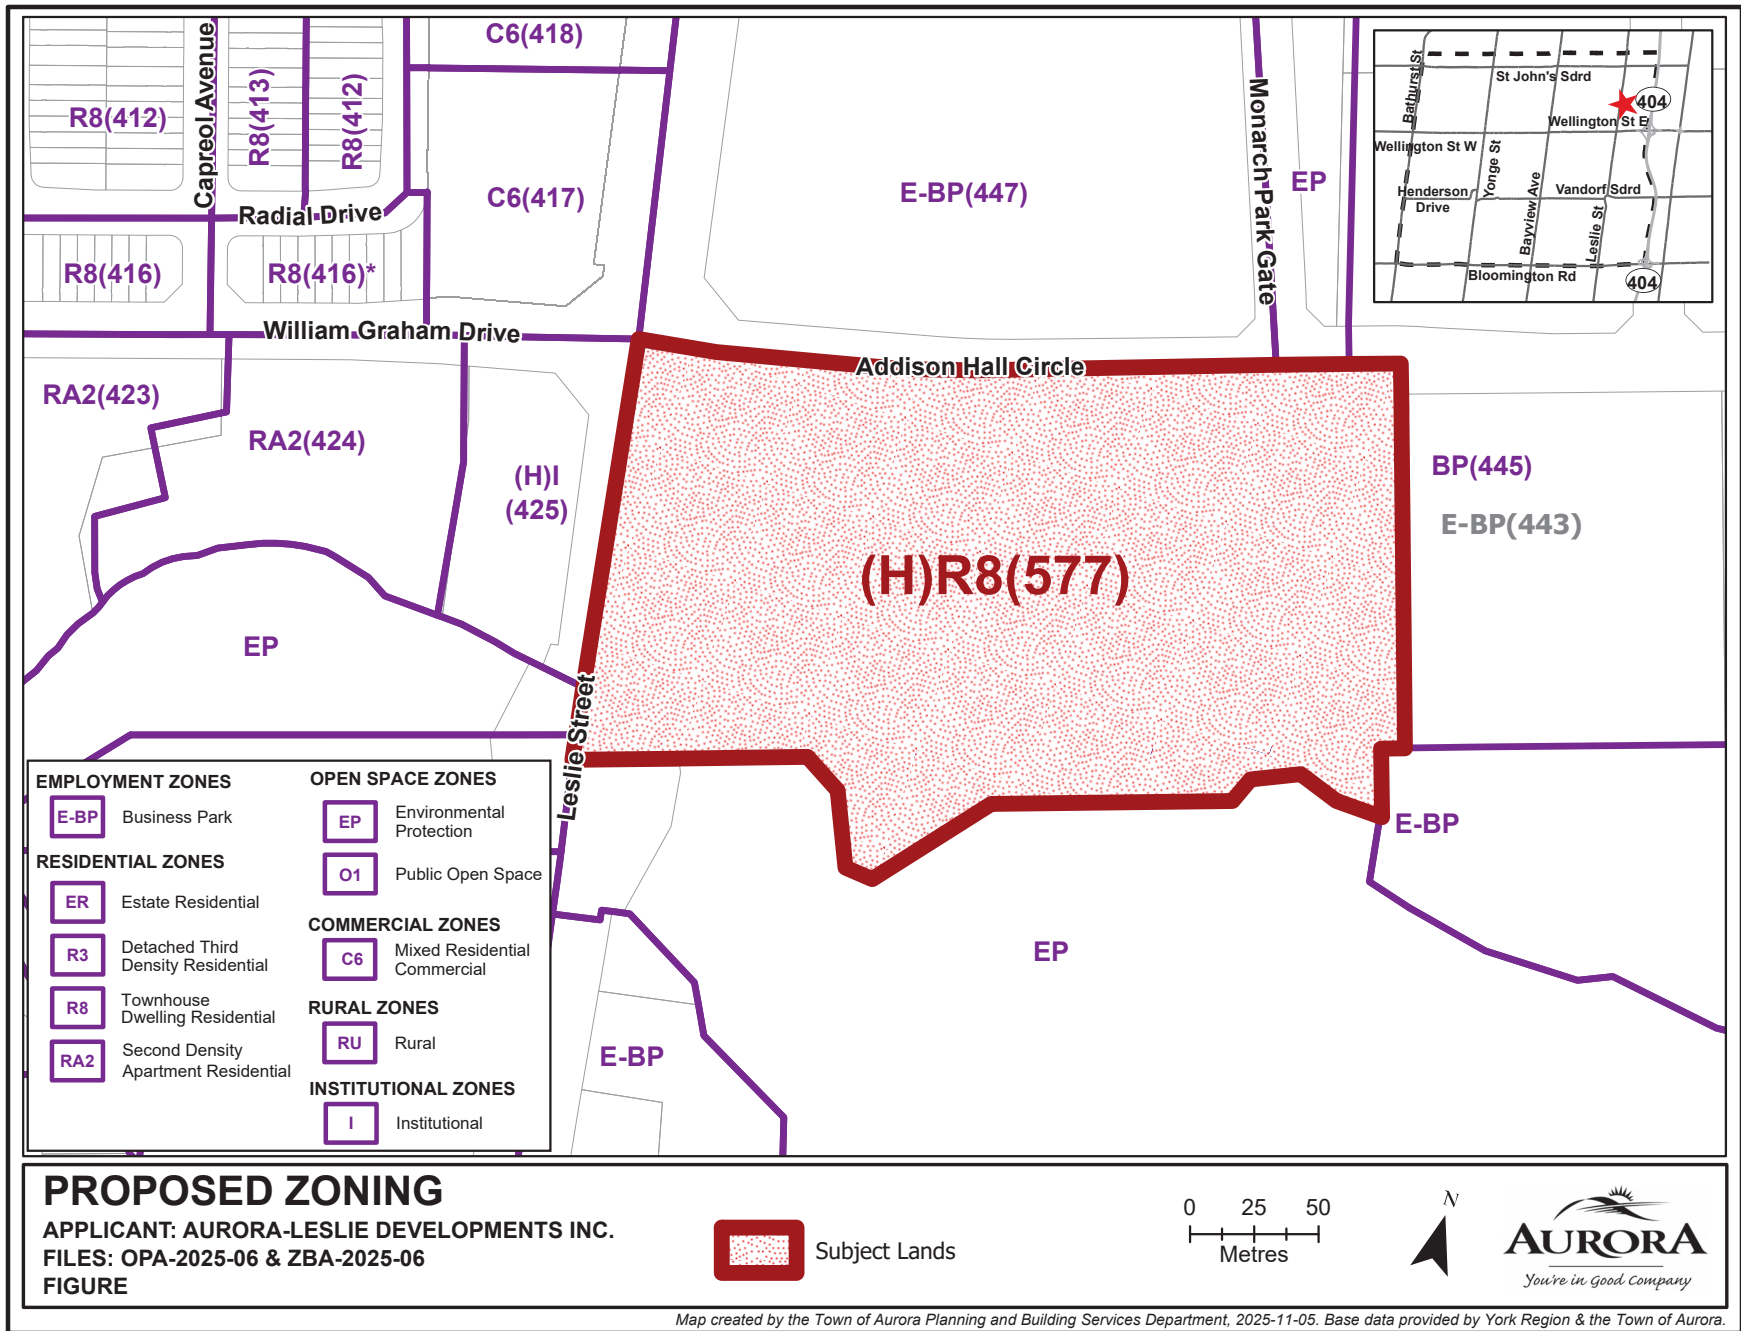 C6(418)
Capreol Avenue
R8(412)
R8(413)
R8(412)
C6(417)
E-BP(447)
Monarch Park Gate
EP
Radial Drive
R8(416)
R8(416)*
William Graham Drive
Addison Hall Circle
RA2(423)
RA2(424)
(H)I
(425)
BP(445)
E-BP(443)
(H)R8(577)
EP
Leslie Street
E-BP
EP
E-BP
Bathurst St
St John's Sdrd
404
Wellington St E
Wellington St W
Yonge St
Henderson
Drive
Bayview Ave
Vandorf Sdrd
Leslie St
Bloomington Rd
404
EMPLOYMENT ZONES
E-BP Business Park
RESIDENTIAL ZONES
ER Estate Residential
R3 Detached Third
Density Residential
R8 Townhouse
Dwelling Residential
RA2 Second Density
Apartment Residential
OPEN SPACE ZONES
EP Environmental
Protection
O1 Public Open Space
COMMERCIAL ZONES
C6 Mixed Residential
Commercial
RURAL ZONES
RU Rural
INSTITUTIONAL ZONES
I Institutional
PROPOSED ZONING
APPLICANT: AURORA-LESLIE DEVELOPMENTS INC.
FILES: OPA-2025-06 & ZBA-2025-06
FIGURE
Subject Lands
0 25 50
Metres
N
AURORA
You're in Good Company
Map created by the Town of Aurora Planning and Building Services Department, 2025-11-05. Base data provided by York Region & the Town of Aurora.